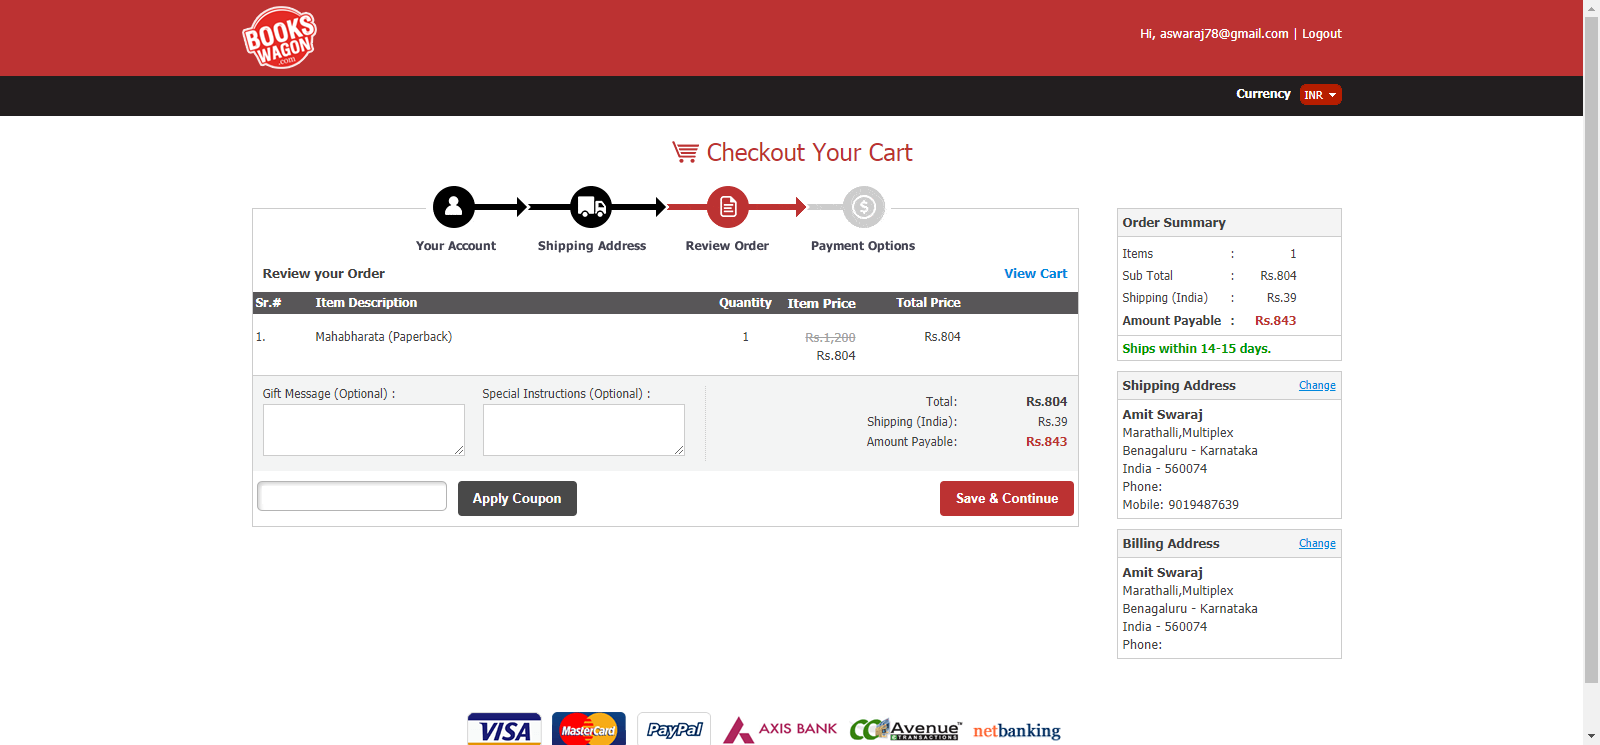 BOOKS
WAGON
.com
Hi, aswaraj78@gmail.com | Logout
Currency INR
Checkout Your Cart
Your Account Shipping Address Review Order Payment Options
Review your Order View Cart
Sr.# Item Description Quantity Item Price Total Price
1. Mahabharata (Paperback) 1 Rs.1,200 Rs.804
Rs.804
Gift Message (Optional) : Special Instructions (Optional) :
Total: Rs.804
Shipping (India): Rs.39
Amount Payable: Rs.843
Apply Coupon Save & Continue
Order Summary
Items : 1
Sub Total : Rs.804
Shipping (India) : Rs.39
Amount Payable : Rs.843
Ships within 14-15 days.
Shipping Address Change
Amit Swaraj
Marathalli,Multiplex
Benagaluru - Karnataka
India - 560074
Phone:
Mobile: 9019487639
Billing Address Change
Amit Swaraj
Marathalli,Multiplex
Benagaluru - Karnataka
India - 560074
Phone:
VISA MasterCard PayPal AXIS BANK CCAvenue netbanking
TRANSACTIONS